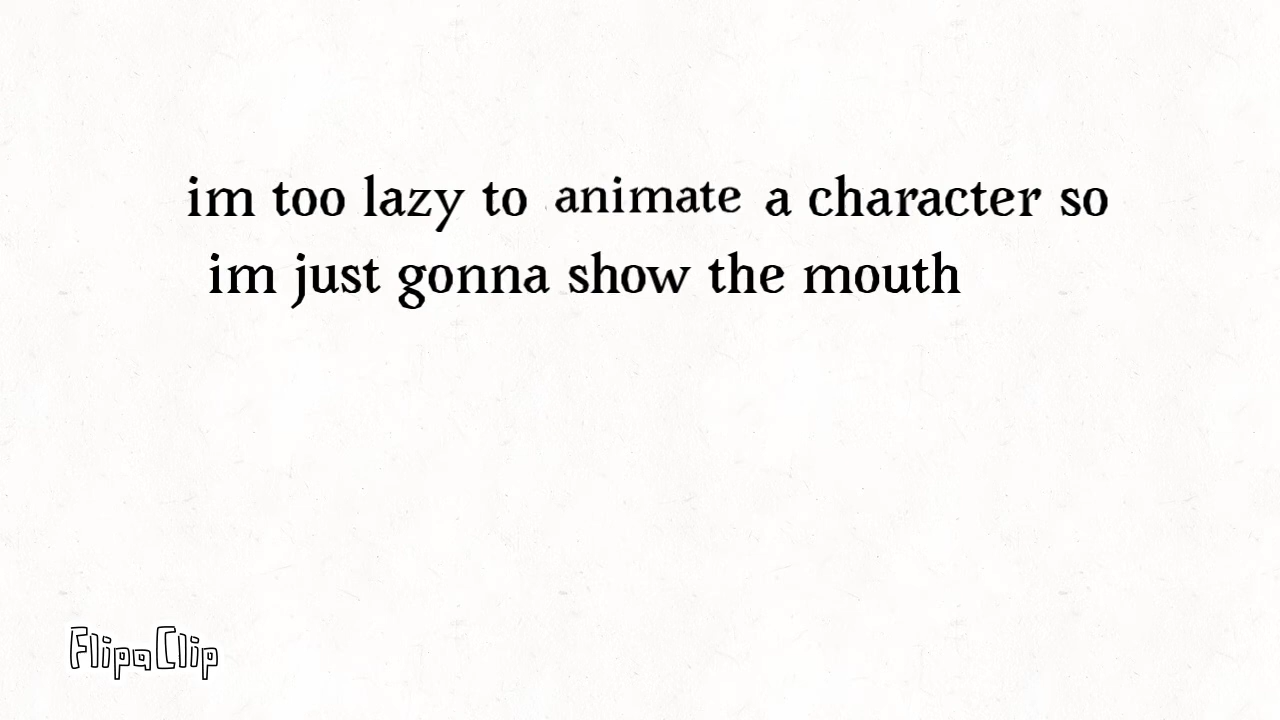 im too lazy to animate a character so
im just gonna show the mouth
FlipaClip